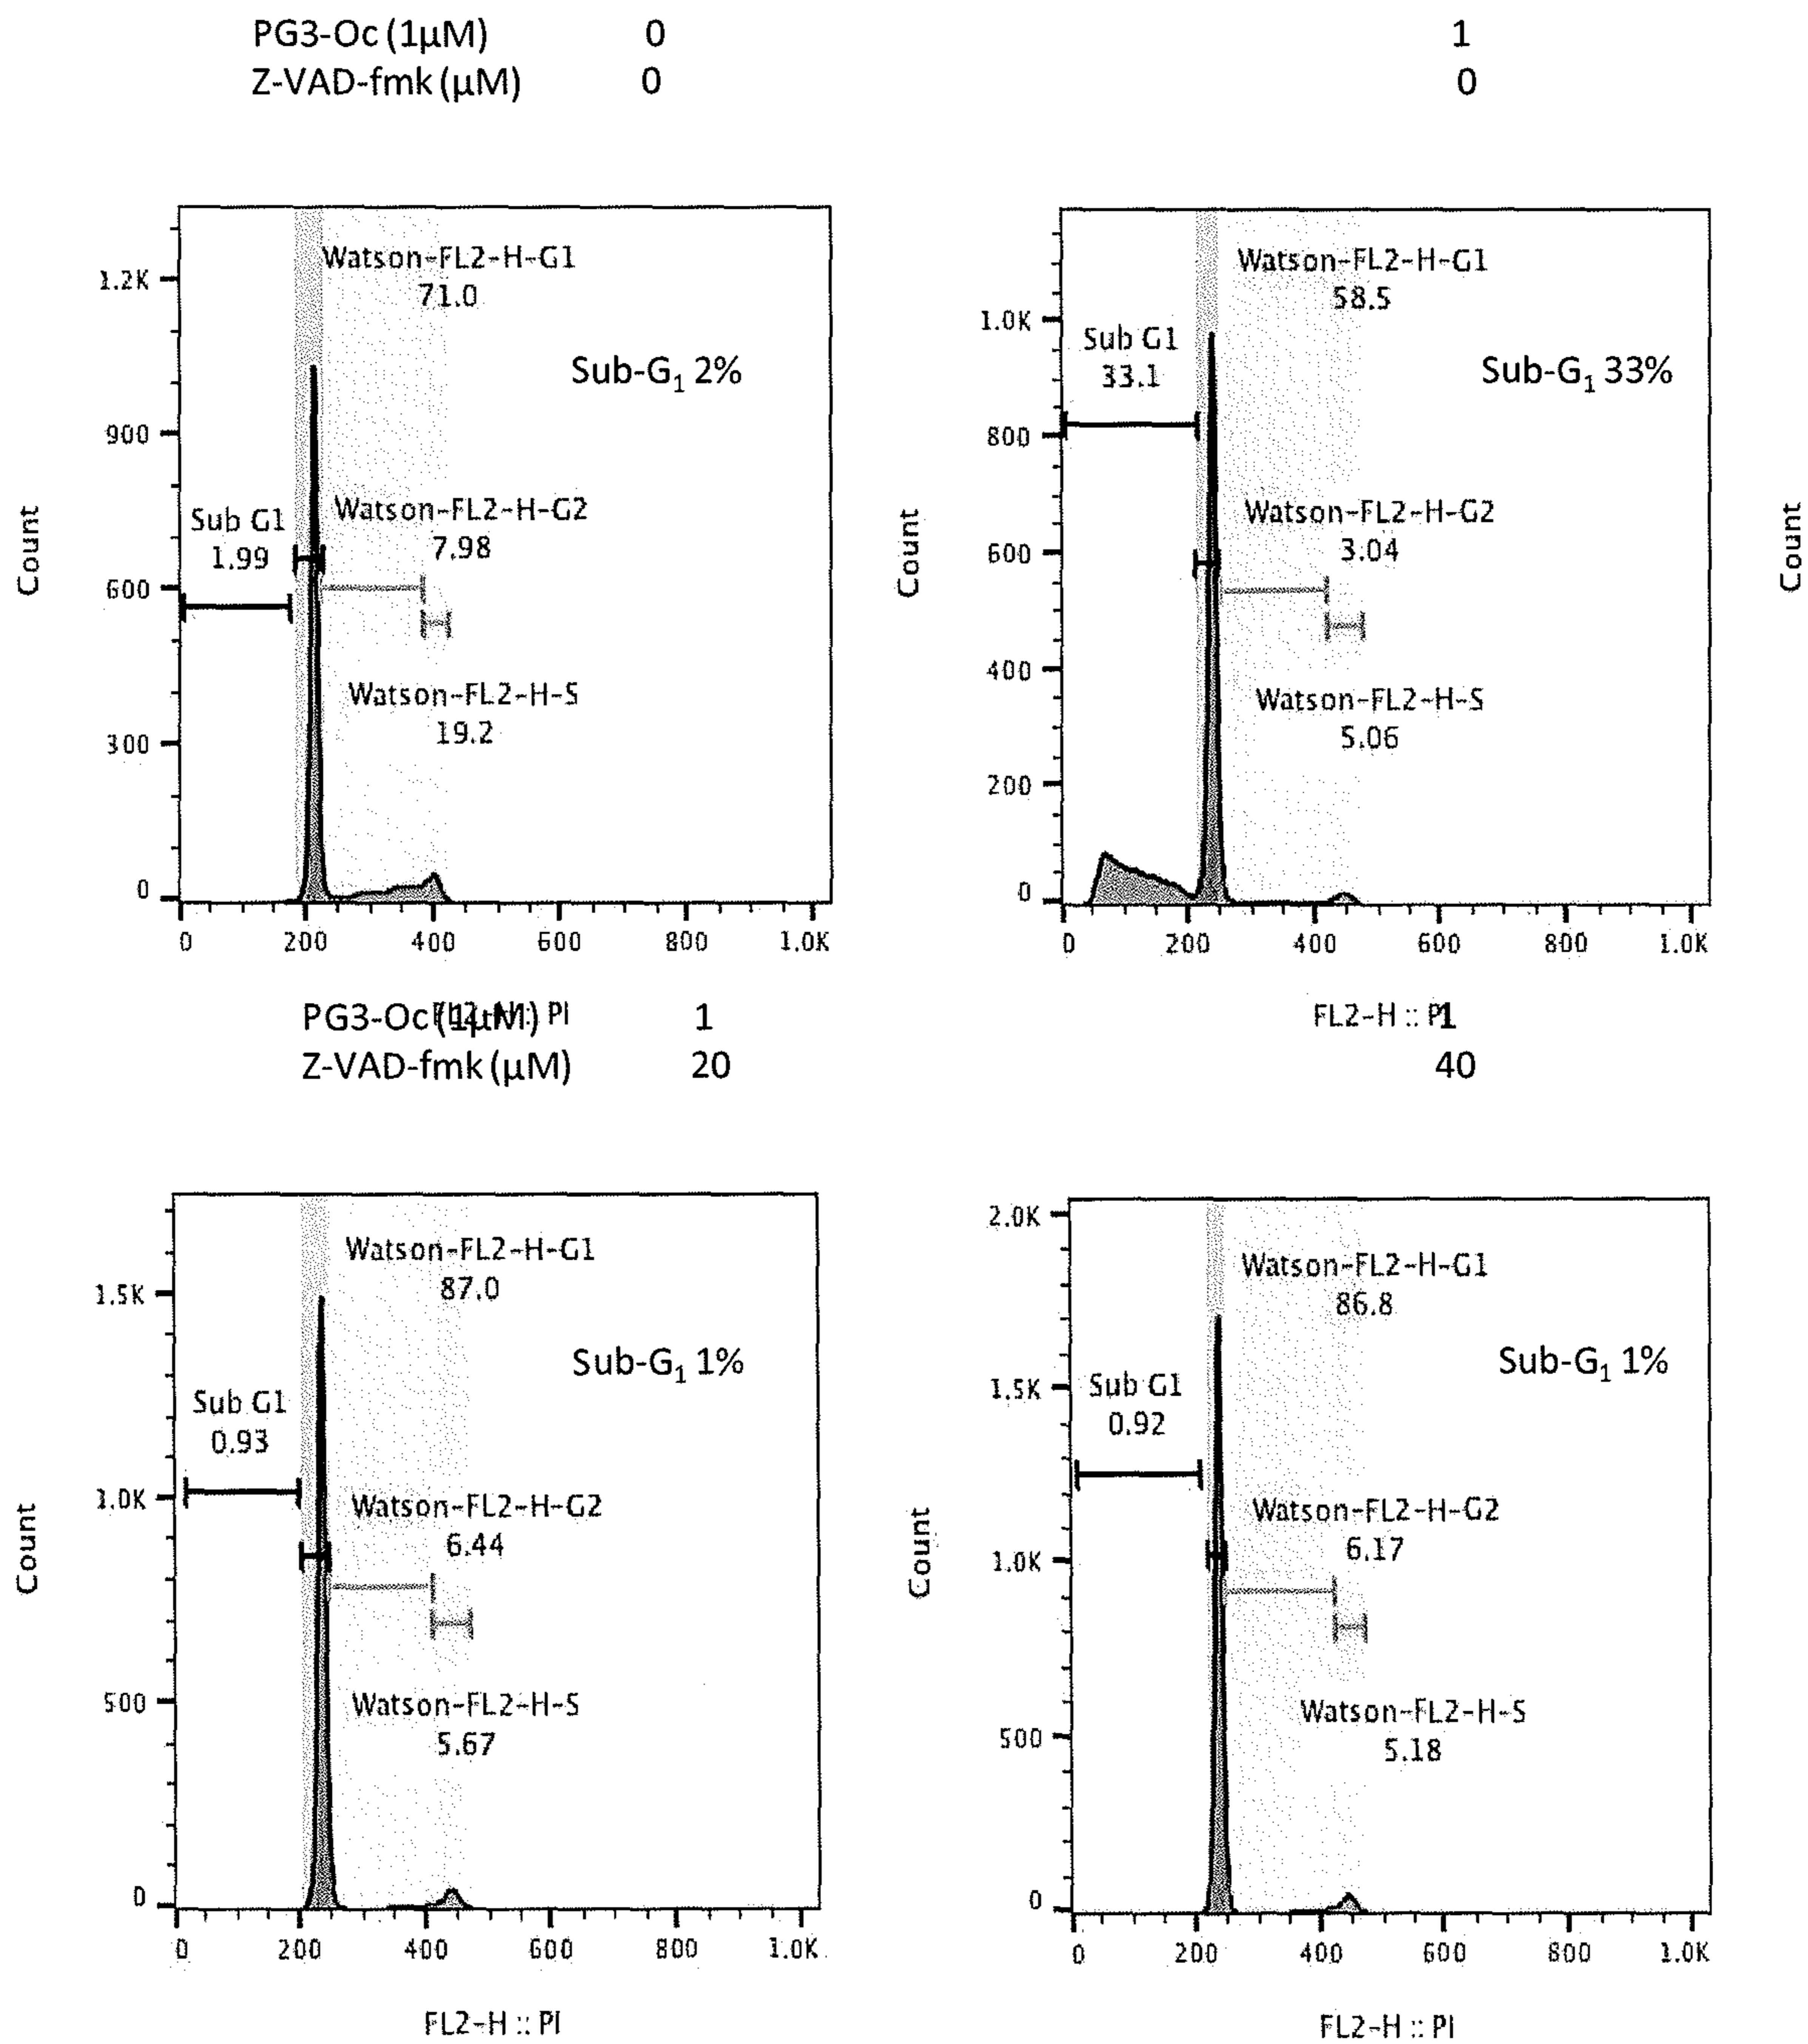 PG3-Oc (1µM) 0 1
Z-VAD-fmk (µM) 0 0
Watson-FL2-H-G1
71.0
Sub-G1 2%
Sub G1
1.99
Watson-FL2-H-G2
7.98
Watson-FL2-H-S
19.2
1.2K
900
600
300
0
Count
0 200 400 600 800 1.0K
FL2-H :: PI
Watson-FL2-H-G1
58.5
Sub G1
33.1
Sub-G1 33%
Watson-FL2-H-G2
3.04
Watson-FL2-H-S
5.06
1.0K
800
600
400
200
0
Count
0 200 400 600 800 1.0K
FL2-H :: PI
Count
PG3-Oc (1µM) 1 1
Z-VAD-fmk (µM) 20 40
Watson-FL2-H-G1
87.0
Sub-G1 1%
Sub G1
0.93
Watson-FL2-H-G2
6.44
Watson-FL2-H-S
5.67
1.5K
1.0K
500
0
Count
0 200 400 600 800 1.0K
FL2-H :: PI
Watson-FL2-H-G1
86.8
Sub-G1 1%
Sub G1
0.92
Watson-FL2-H-G2
6.17
Watson-FL2-H-S
5.18
2.0K
1.5K
1.0K
500
0
Count
0 200 400 600 800 1.0K
FL2-H :: PI